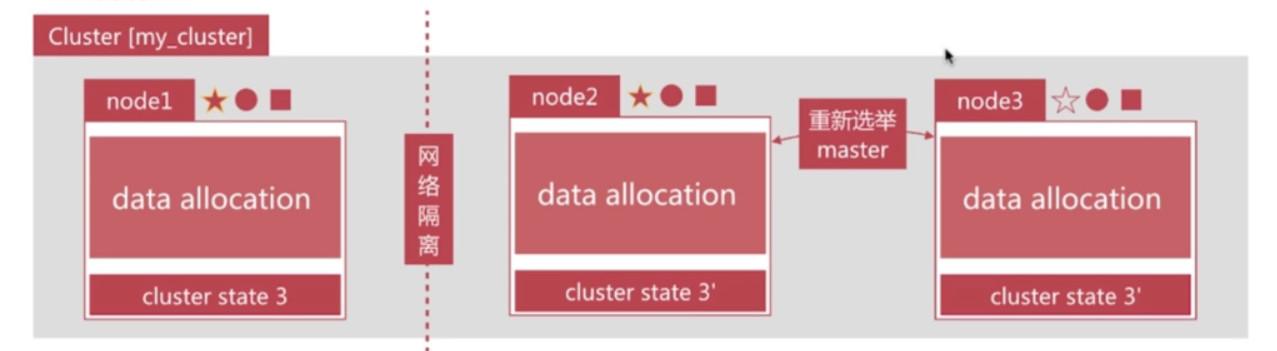 Cluster [my_cluster]
node1
data allocation
cluster state 3
网络隔离
node2
data allocation
cluster state 3'
重新选举
master
node3
data allocation
cluster state 3'